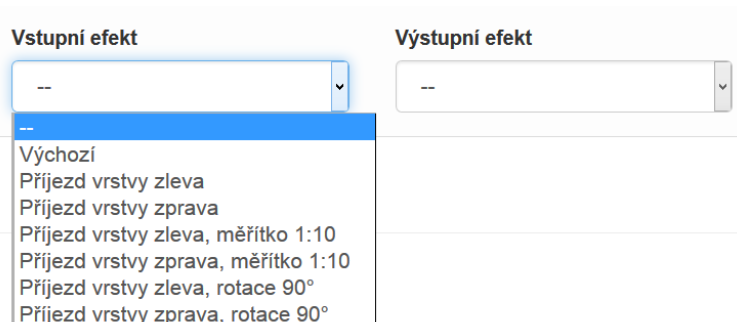 Vstupní efekt Výstupní efekt
-- --
--
Výchozí
Příjezd vrstvy zleva
Příjezd vrstvy zprava
Příjezd vrstvy zleva, měřítko 1:10
Příjezd vrstvy zprava, měřítko 1:10
Příjezd vrstvy zleva, rotace 90°
Příjezd vrstvy zprava, rotace 90°